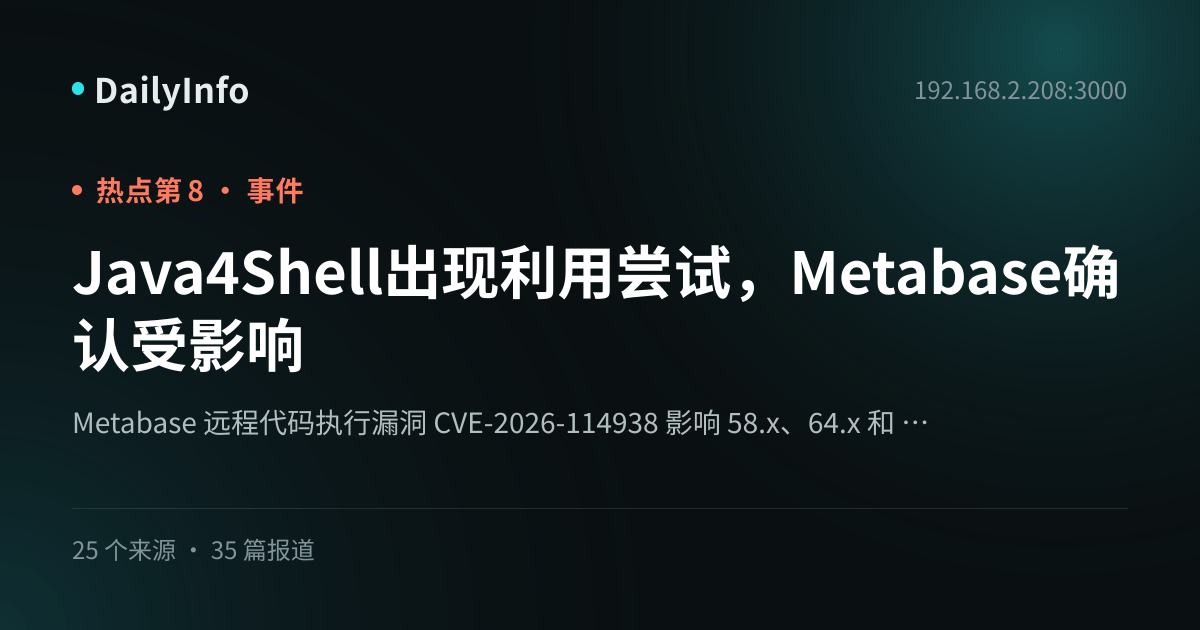 DailyInfo
192.168.2.208:3000
热点第 8 · 事件
Java4Shell出现利用尝试，Metabase确
认受影响
Metabase 远程代码执行漏洞 CVE-2026-114938 影响 58.x、64.x 和 …
25 个来源 · 35 篇报道